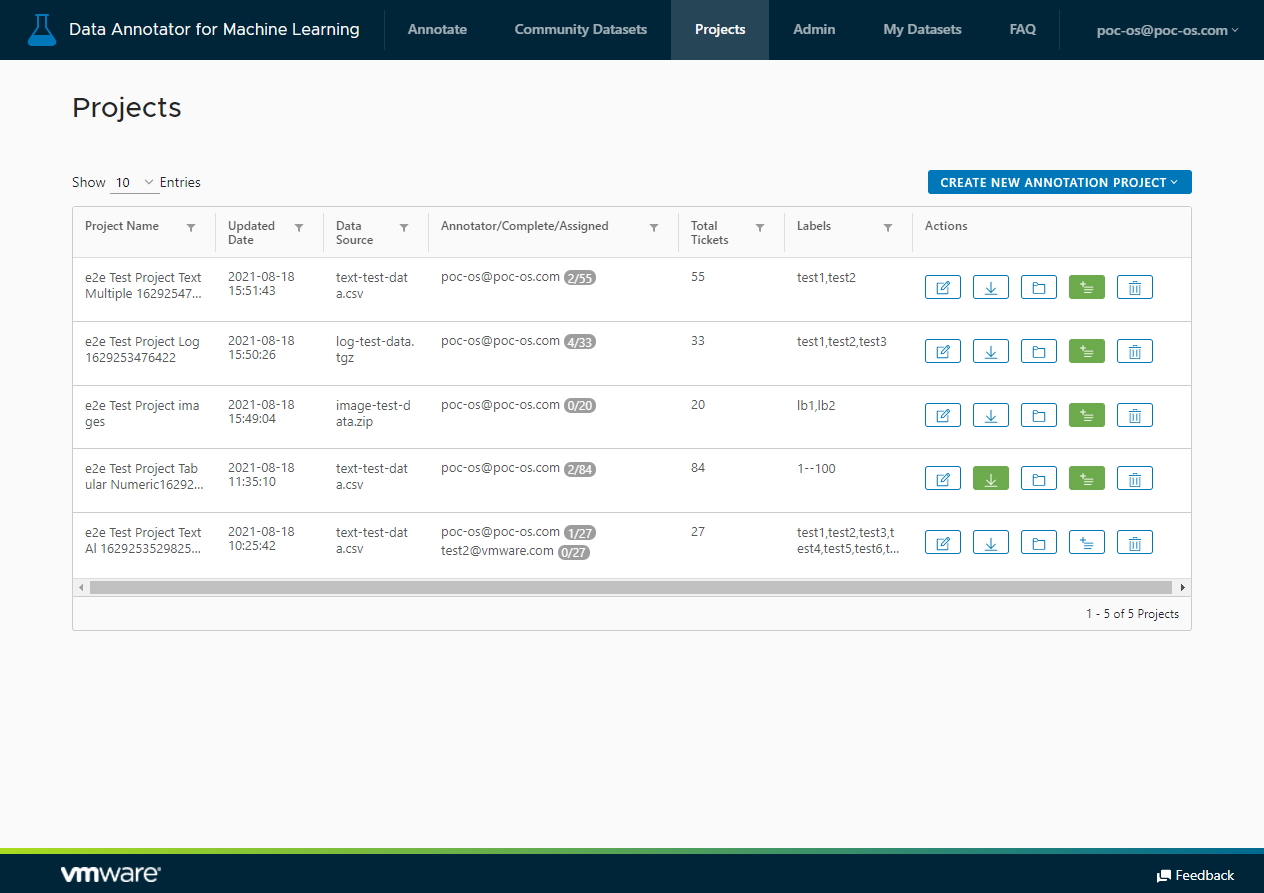 Data Annotator for Machine Learning Annotate Community Datasets Projects Admin My Datasets FAQ poc-os@poc-os.com
Projects
Show 10 Entries CREATE NEW ANNOTATION PROJECT
Project Name Updated Date Data Source Annotator/Complete/Assigned Total Tickets Labels Actions
e2e Test Project Text 2021-08-18 text-test-dat poc-os@poc-os.com 2/55 55 test1,test2
Multiple 16292547... 15:51:43 a.csv
e2e Test Project Log 2021-08-18 log-test-data. poc-os@poc-os.com 4/33 33 test1,test2,test3
1629253476422 15:50:26 tgz
e2e Test Project ima 2021-08-18 image-test-d poc-os@poc-os.com 0/20 20 lb1,lb2
ges 15:49:04 ata.zip
e2e Test Project Tab 2021-08-18 text-test-dat poc-os@poc-os.com 2/84 84 1--100
ular Numeric16292... 11:35:10 a.csv
e2e Test Project Text 2021-08-18 text-test-dat poc-os@poc-os.com 1/27 27 test1,test2,test3,t
Al 1629253529825... 10:25:42 a.csv test2@vmware.com 0/27 est4,test5,test6,t...
1 - 5 of 5 Projects
vmware Feedback